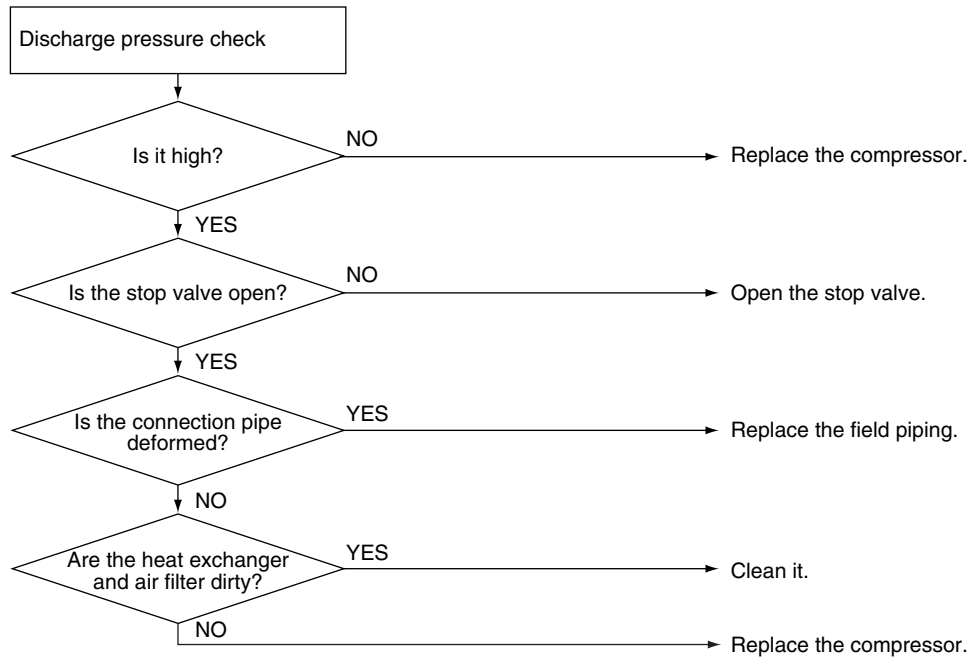 Discharge pressure check
Is it high?
NO
Replace the compressor.
YES
Is the stop valve open?
NO
Open the stop valve.
YES
Is the connection pipe
deformed?
YES
Replace the field piping.
NO
Are the heat exchanger
and air filter dirty?
YES
Clean it.
NO
Replace the compressor.